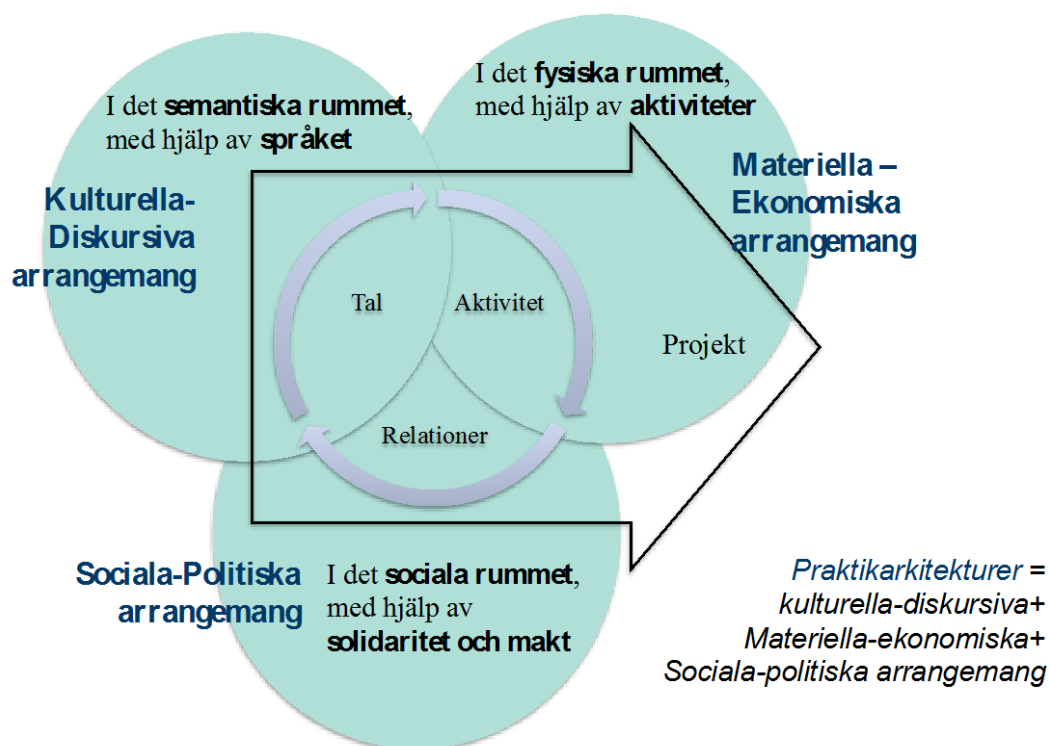 I det semantiska rummet,
med hjälp av språket
I det fysiska rummet,
med hjälp av aktiviteter
Kulturella-
Diskursiva
arrangemang
Materiella –
Ekonomiska
arrangemang
Tal
Aktivitet
Projekt
Relationer
Sociala-Politiska
arrangemang
I det sociala rummet,
med hjälp av
solidaritet och makt
Praktikarkitekturer =
kulturella-diskursiva+
Materiella-ekonomiska+
Sociala-politiska arrangemang